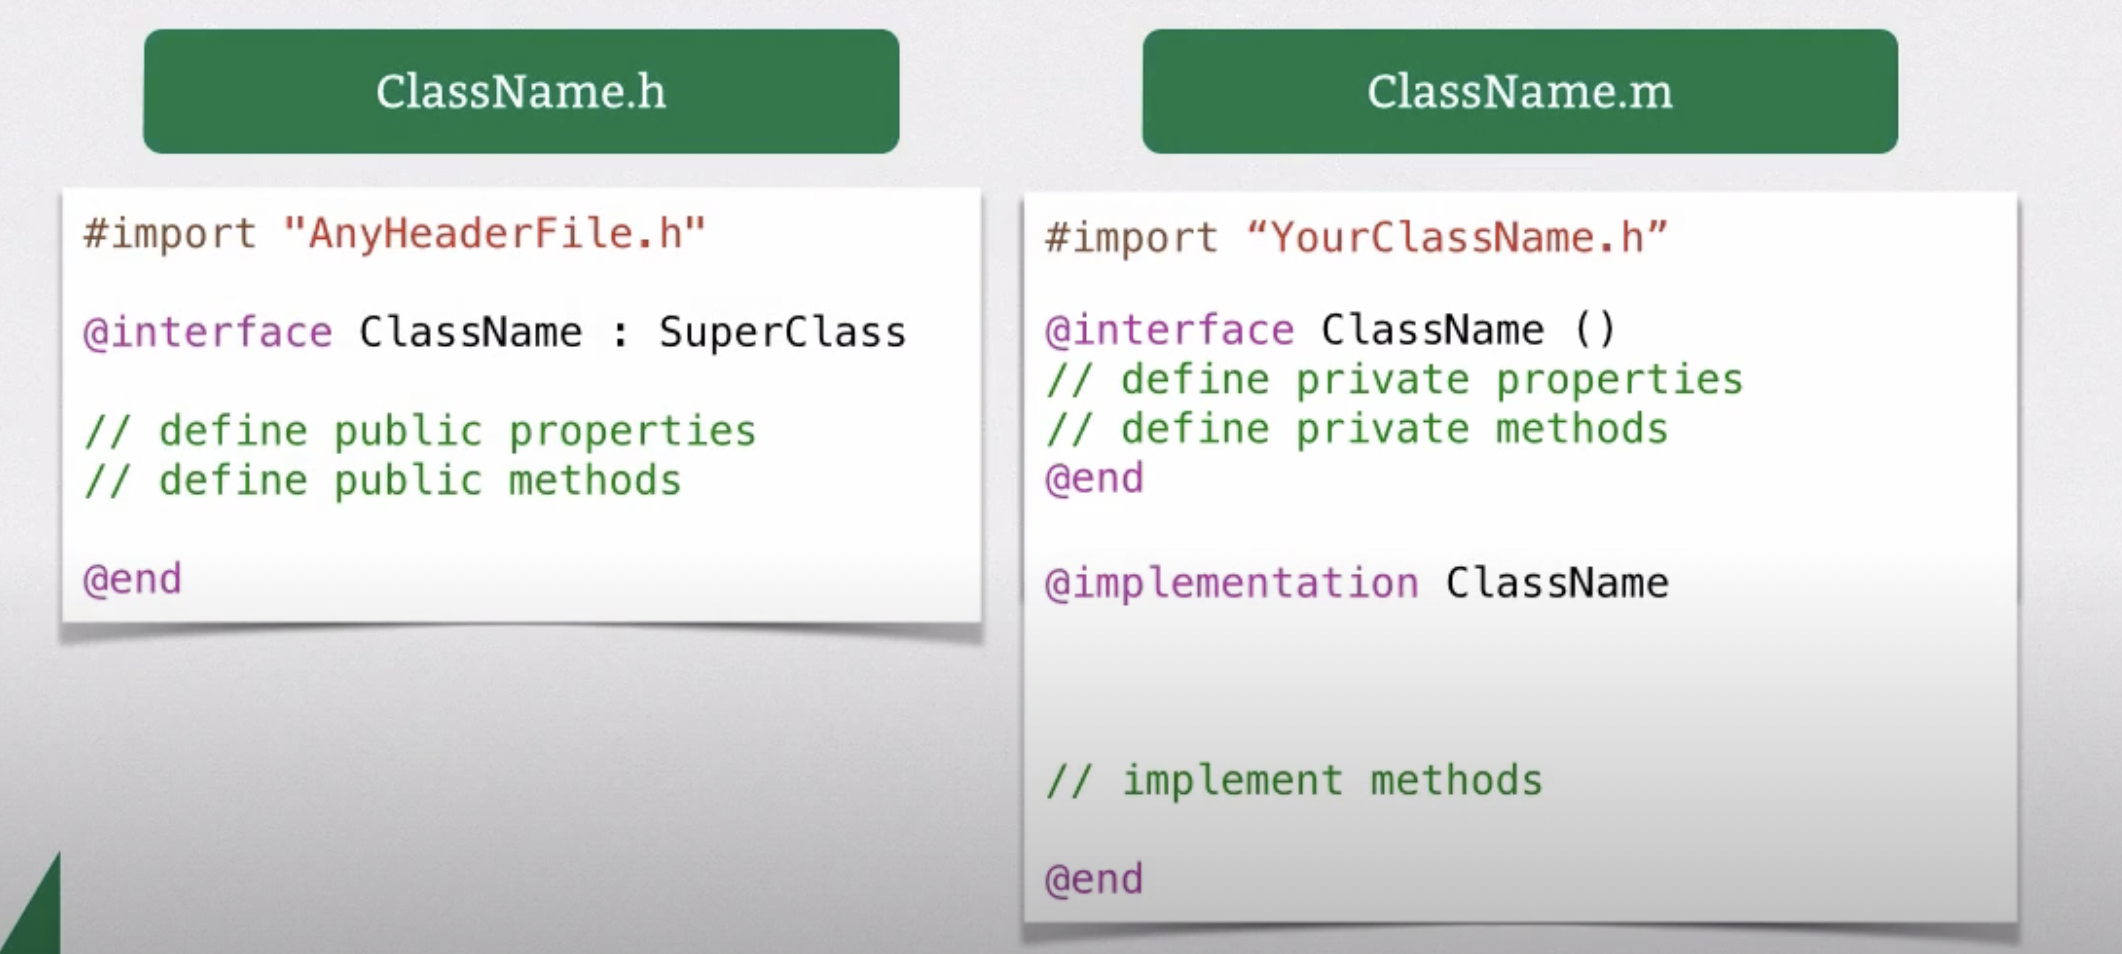 ClassName.h
#import "AnyHeaderFile.h"
@interface ClassName : SuperClass
// define public properties
// define public methods
@end
ClassName.m
#import “YourClassName.h”
@interface ClassName ()
// define private properties
// define private methods
@end
@implementation ClassName
// implement methods
@end